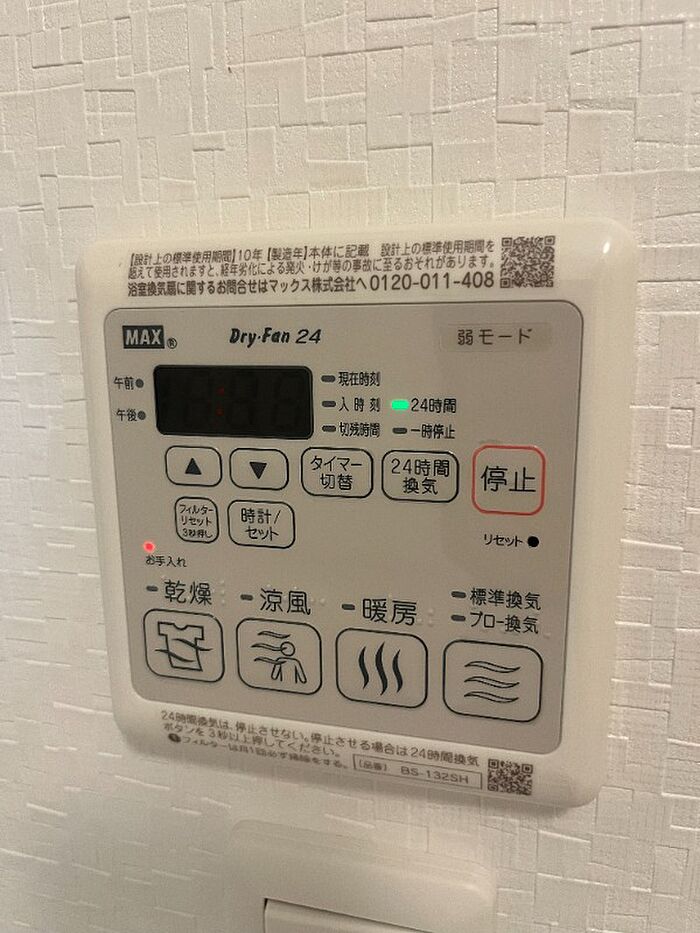 【設計上の標準使用期間】10年【製造年】本体に記載 設計上の標準使用期間を
超えて使用されますと、経年劣化による発火・けが等の事故に至るおそれがあります。
浴室換気扇に関するお問合せはマックス株式会社へ 0120-011-408
MAX® Dry・Fan 24 弱モード
午前
午後
現在時刻
入時刻 24時間
切残時間 一時停止
▲ ▼ タイマー切替 24時間換気 停止
フィルターリセット3秒押し 時計/セット
リセット
お手入れ
乾燥 涼風 暖房 標準換気
プロー換気
24時間換気は、停止させない。停止させる場合は24時間換気
ボタンを3秒以上押してください。
フィルターは月1回必ず掃除をする。 (品番) BS-132SH